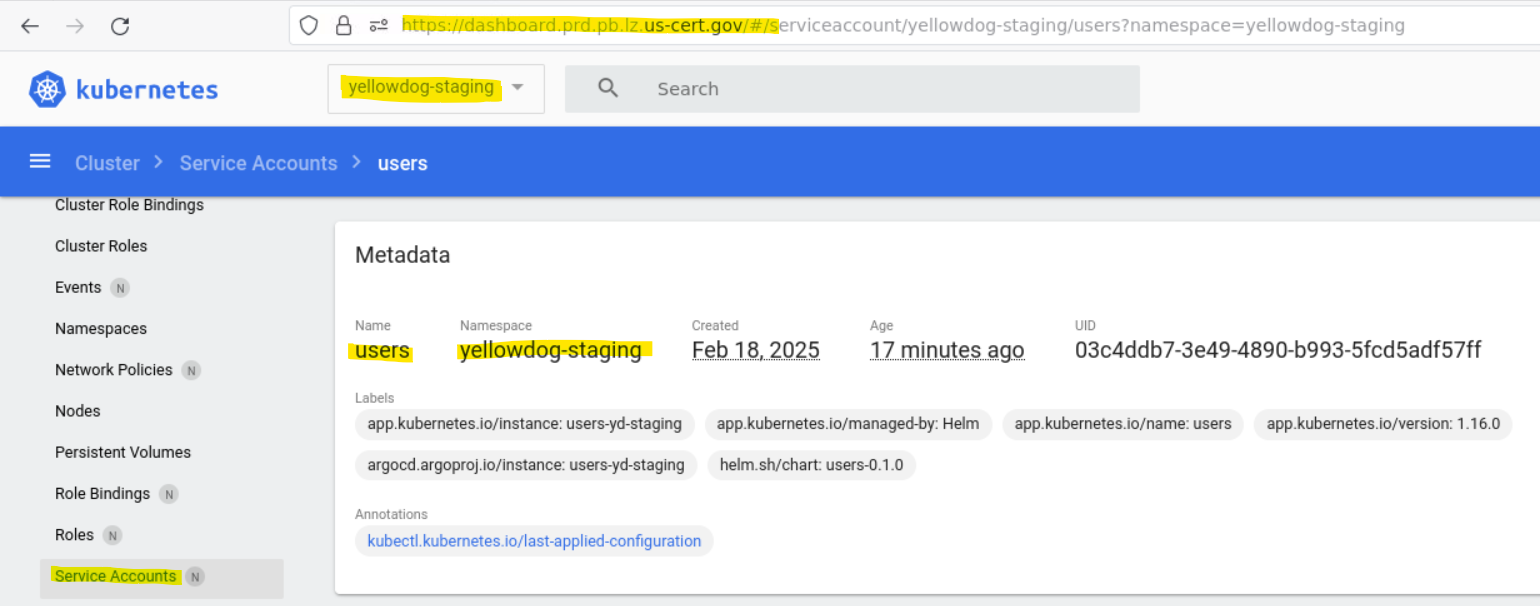 https://dashboard.prd.pb.lz.us-cert.gov/#/serviceaccount/yellowdog-staging/users?namespace=yellowdog-staging
kubernetes yellowdog-staging Search
Cluster > Service Accounts > users
Cluster Role Bindings
Cluster Roles
Events N
Namespaces
Network Policies N
Nodes
Persistent Volumes
Role Bindings N
Roles N
Service Accounts N
Metadata
Name Namespace Created Age UID
users yellowdog-staging Feb 18, 2025 17 minutes ago 03c4ddb7-3e49-4890-b993-5fcd5adf57ff
Labels
app.kubernetes.io/instance: users-yd-staging app.kubernetes.io/managed-by: Helm app.kubernetes.io/name: users app.kubernetes.io/version: 1.16.0
argocd.argoproj.io/instance: users-yd-staging helm.sh/chart: users-0.1.0
Annotations
kubectl.kubernetes.io/last-applied-configuration